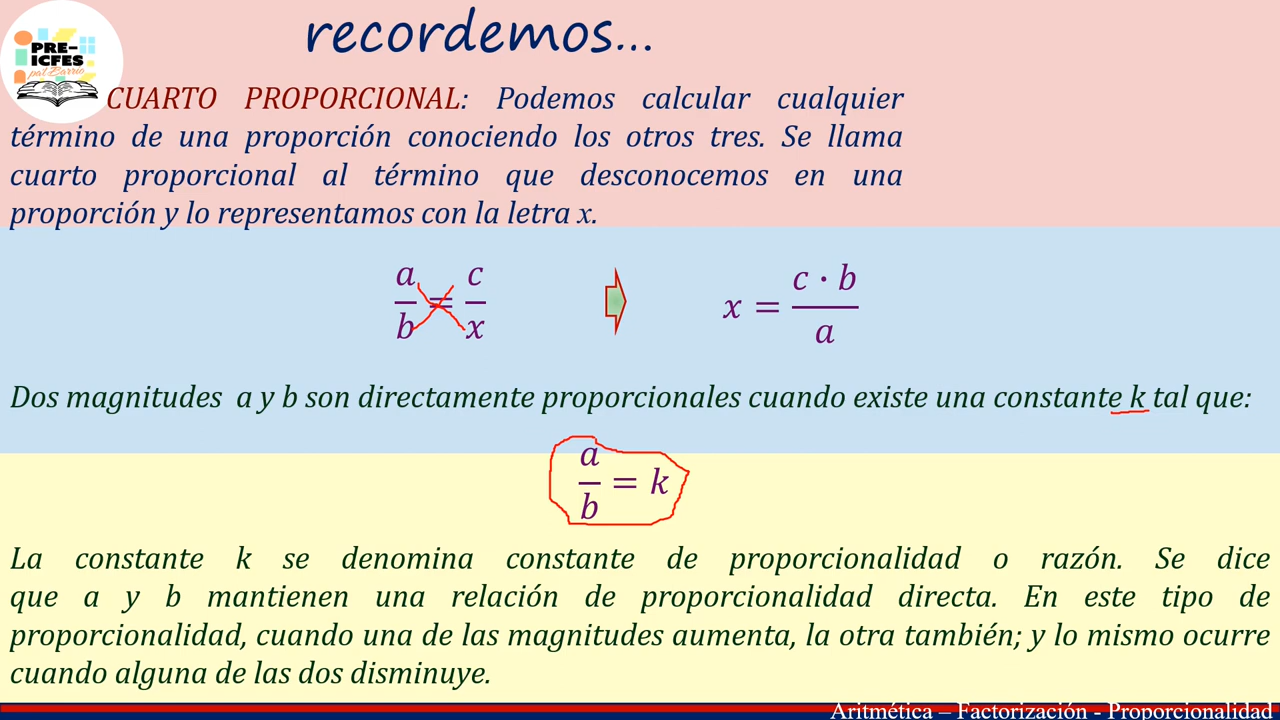 recordemos...
PRE-
ICFES
pal Barrio
CUARTO PROPORCIONAL: Podemos calcular cualquier
término de una proporción conociendo los otros tres. Se llama
cuarto proporcional al término que desconocemos en una
proporción y lo representamos con la letra x.
a/b = c/x
x = c · b/a
Dos magnitudes a y b son directamente proporcionales cuando existe una constante k tal que:
a/b = k
La constante k se denomina constante de proporcionalidad o razón. Se dice
que a y b mantienen una relación de proporcionalidad directa. En este tipo de
proporcionalidad, cuando una de las magnitudes aumenta, la otra también; y lo mismo ocurre
cuando alguna de las dos disminuye.
Aritmética – Factorización - Proporcionalidad